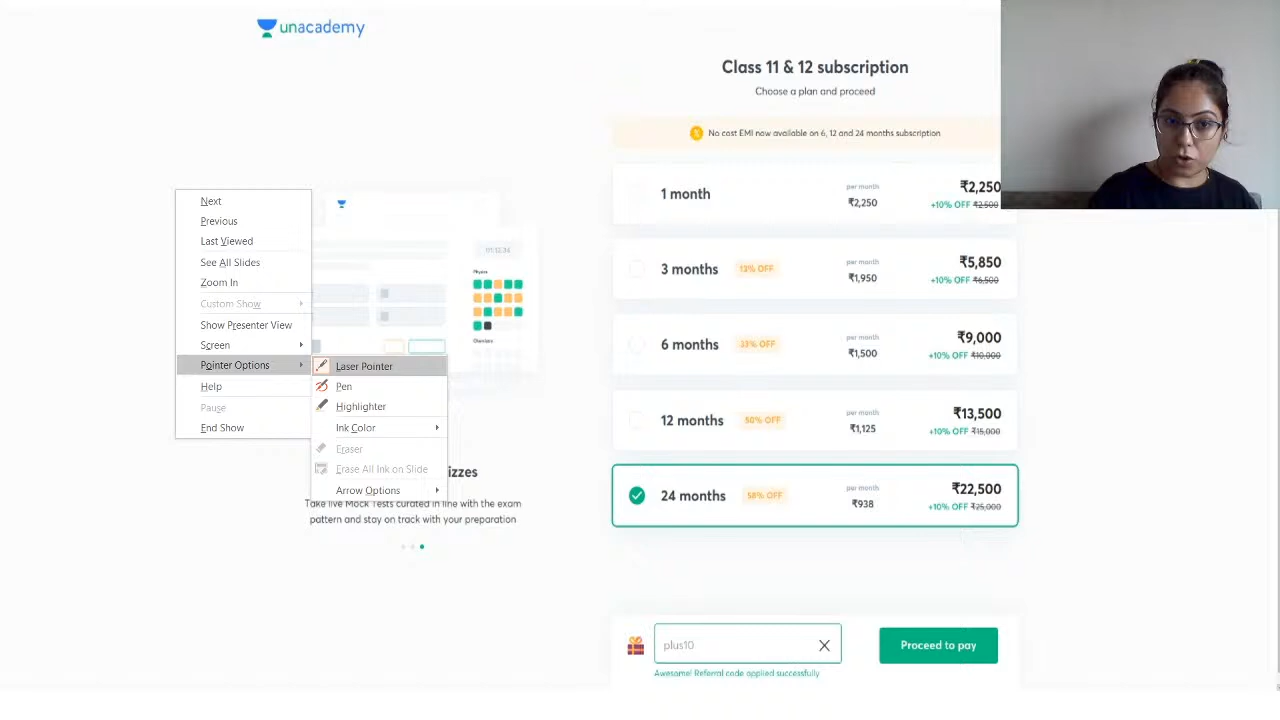 unacademy
Class 11 & 12 subscription
Choose a plan and proceed
No cost EMI now available on 6, 12 and 24 months subscription
1 month
per month
₹2,250
₹2,250
+10% OFF ₹2,500
3 months
13% OFF
per month
₹1,950
₹5,850
+10% OFF ₹6,500
6 months
33% OFF
per month
₹1,500
₹9,000
+10% OFF ₹10,000
12 months
50% OFF
per month
₹1,125
₹13,500
+10% OFF ₹15,000
24 months
58% OFF
per month
₹938
₹22,500
+10% OFF ₹25,000
plus10
Awesome! Referral code applied successfully
Proceed to pay
Next
Previous
Last Viewed
See All Slides
Zoom In
Custom Show
Show Presenter View
Screen
Pointer Options
Help
Pause
End Show
Laser Pointer
Pen
Highlighter
Ink Color
Eraser
Erase All Ink on Slide
Arrow Options
01:12:34
Physics
Chemistry
izzes
Take live Mock Tests curated in line with the exam
pattern and stay on track with your preparation